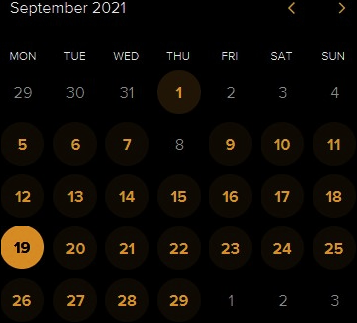 September 2021
MON TUE WED THU FRI SAT SUN
29 30 31 1 2 3 4
5 6 7 8 9 10 11
12 13 14 15 16 17 18
19 20 21 22 23 24 25
26 27 28 29 1 2 3